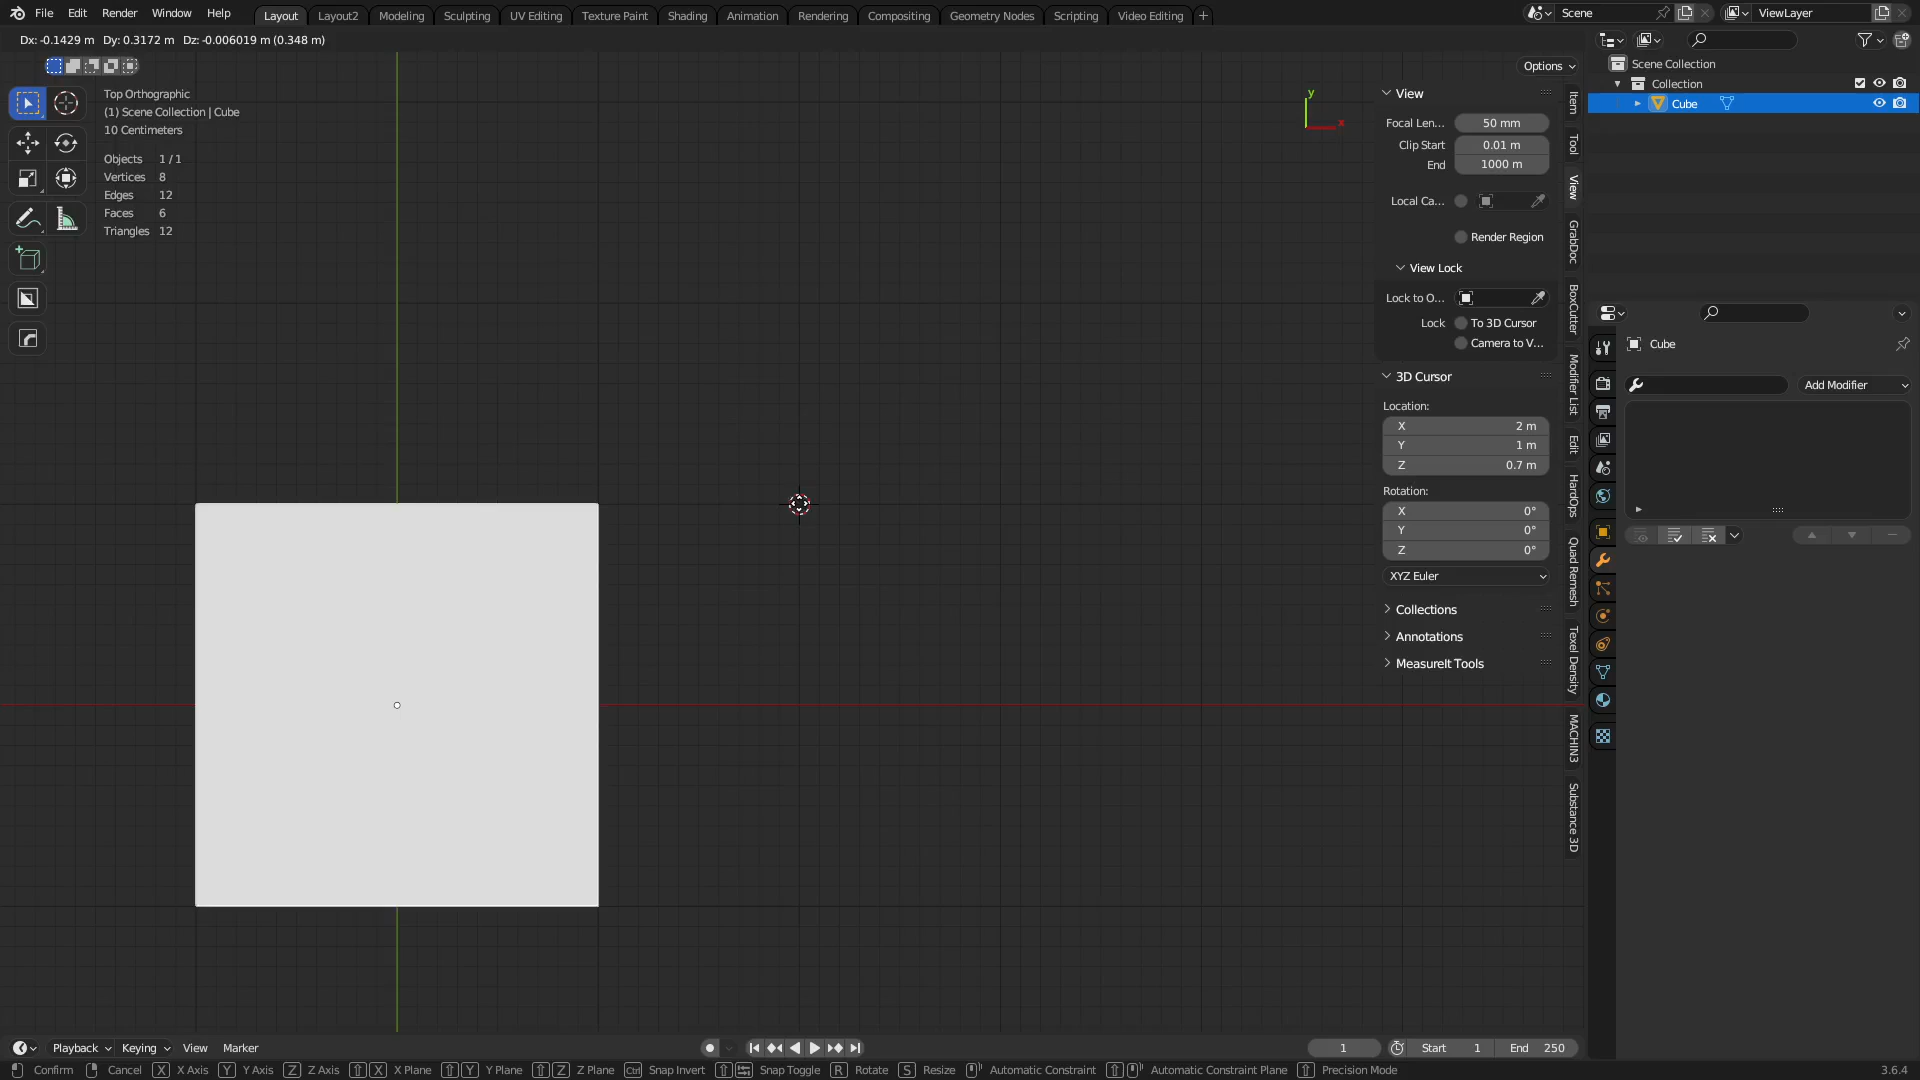 File Edit Render Window Help Layout Layout2 Modeling Sculpting UV Editing Texture Paint Shading Animation Rendering Compositing Geometry Nodes Scripting Video Editing + Scene ViewLayer
Dx: -0.1429 m Dy: 0.3172 m Dz: -0.006019 m (0.348 m)
Options
Top Orthographic
(1) Scene Collection | Cube
10 Centimeters
Objects 1 / 1
Vertices 8
Edges 12
Faces 6
Triangles 12
y
x
View
Focal Len... 50 mm
Clip Start 0.01 m
End 1000 m
Local Ca...
Render Region
View Lock
Lock to O...
Lock To 3D Cursor
Camera to V...
3D Cursor
Location:
X 2 m
Y 1 m
Z 0.7 m
Rotation:
X 0°
Y 0°
Z 0°
XYZ Euler
Collections
Annotations
MeasureIt Tools
Item
Tool
View
GrabDoc
BoxCutter
Modifier List
Edit
HardOps
Quad Remesh
Texel Density
MACHIN3
Substance 3D
Scene Collection
Collection
Cube
Cube
Add Modifier
Playback Keying View Marker 1 Start 1 End 250
Confirm Cancel X X Axis Y Y Axis Z Z Axis X X Plane Y Y Plane Z Z Plane Ctrl Snap Invert Snap Toggle R Rotate S Resize Automatic Constraint Automatic Constraint Plane Precision Mode 3.6.4